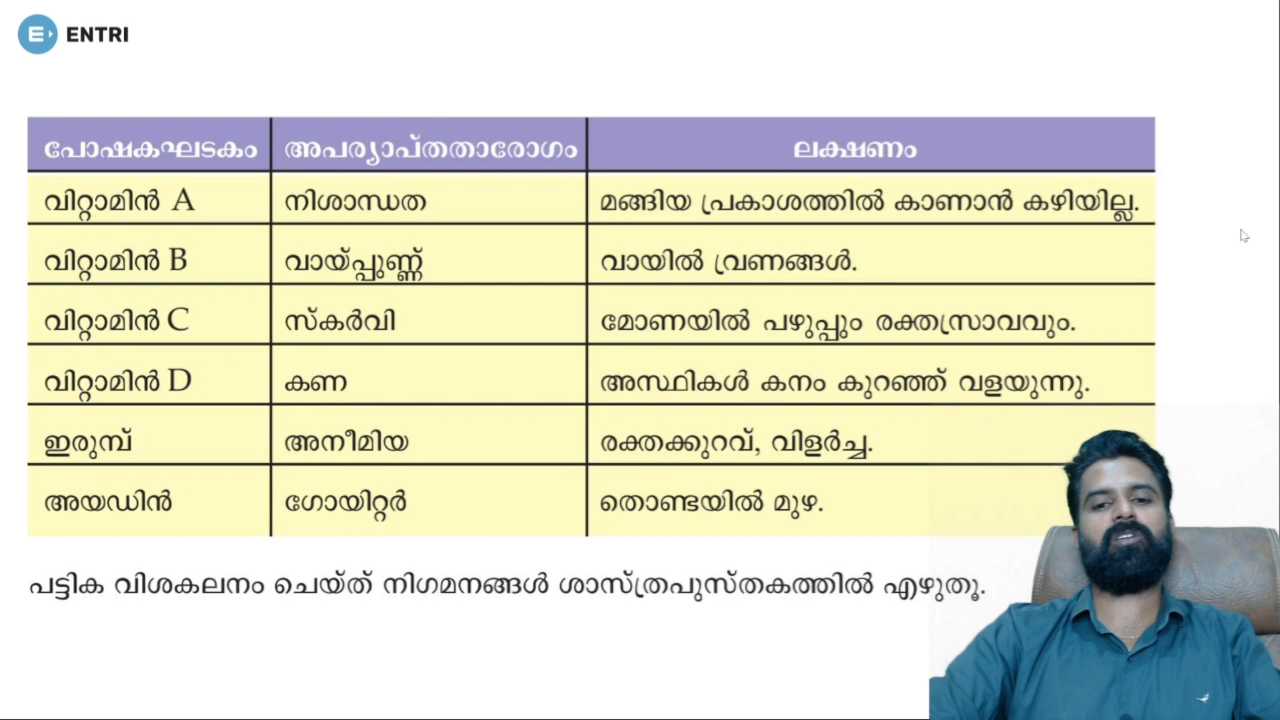 ENTRI
പോഷകഘടകം അപര്യാപ്തതാരോഗം ലക്ഷണം
വിറ്റാമിൻ A നിശാന്ധത മങ്ങിയ പ്രകാശത്തിൽ കാണാൻ കഴിയില്ല.
വിറ്റാമിൻ B വായ്പ്പുണ്ണ് വായിൽ വ്രണങ്ങൾ.
വിറ്റാമിൻ C സ്കർവി മോണയിൽ പഴുപ്പും രക്തസ്രാവവും.
വിറ്റാമിൻ D കണ അസ്ഥികൾ കനം കുറഞ്ഞ് വളയുന്നു.
ഇരുമ്പ് അനീമിയ രക്തക്കുറവ്, വിളർച്ച.
അയഡിൻ ഗോയിറ്റർ തൊണ്ടയിൽ മുഴ.
പട്ടിക വിശകലനം ചെയ്ത് നിഗമനങ്ങൾ ശാസ്ത്രപുസ്തകത്തിൽ എഴുതൂ.